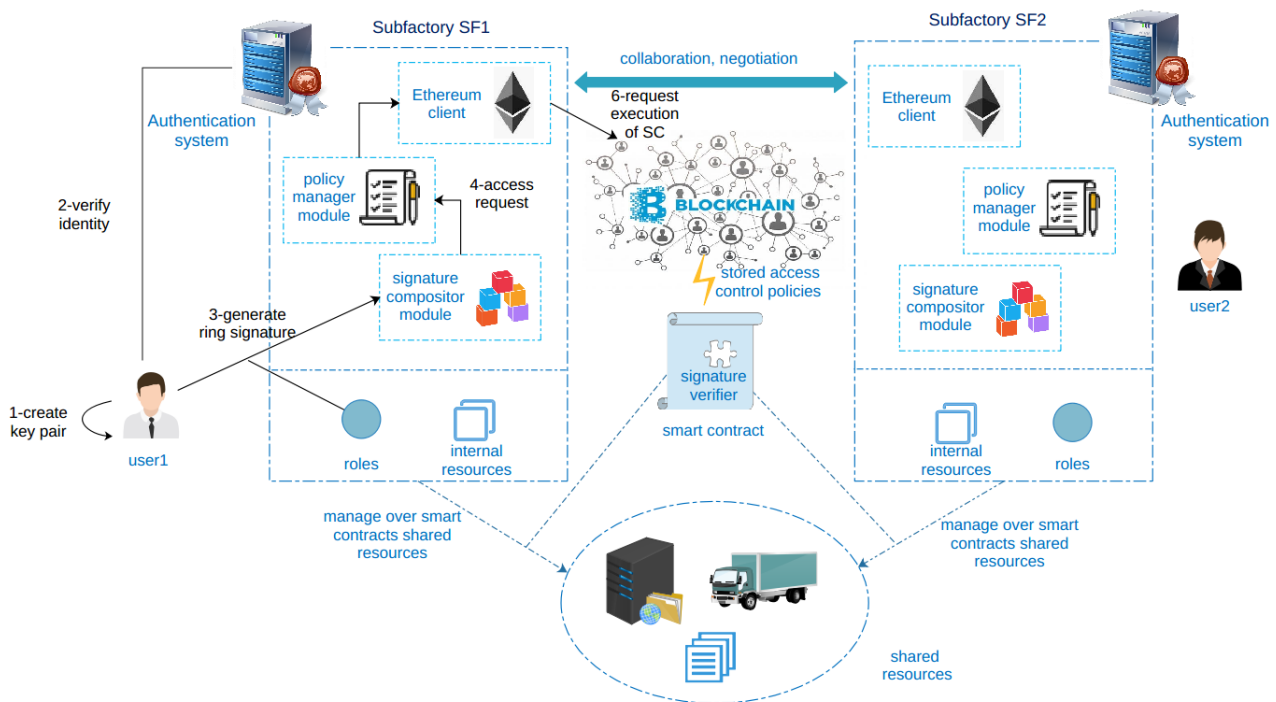 Subfactory SF1
Subfactory SF2
collaboration, negotiation
Ethereum
client
6-request
execution
of SC
Ethereum
client
Authentication
system
Authentication
system
policy
manager
module
4-access
request
BLOCKCHAIN
policy
manager
module
2-verify
identity
signature
compositor
module
stored access
control policies
signature
compositor
module
user2
3-generate
ring signature
signature
verifier
1-create
key pair
smart contract
user1
roles
internal
resources
internal
resources
roles
manage over smart
contracts shared
resources
manage over smart
contracts shared
resources
shared
resources